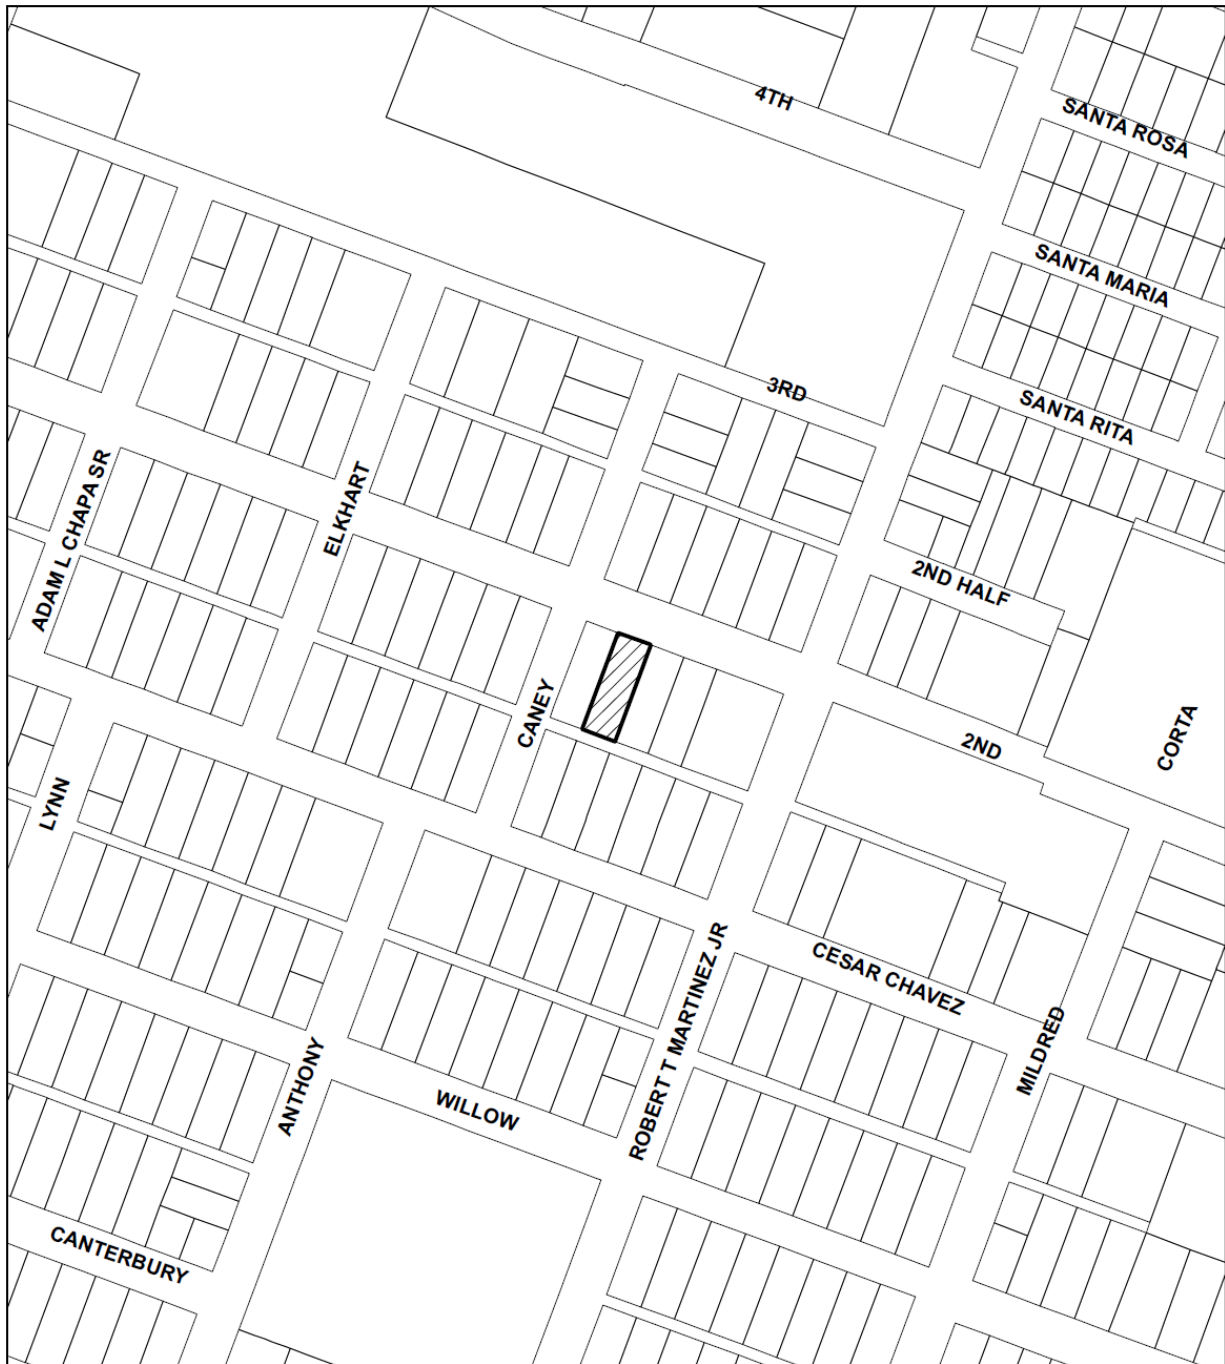 4TH
SANTA ROSA
SANTA MARIA
3RD
SANTA RITA
ADAM L CHAPA SR
ELKHART
2ND HALF
CANEY
2ND
CORTA
LYNN
CESAR CHAVEZ
ROBERT T MARTINEZ JR
MILDRED
ANTHONY
WILLOW
CANTERBURY